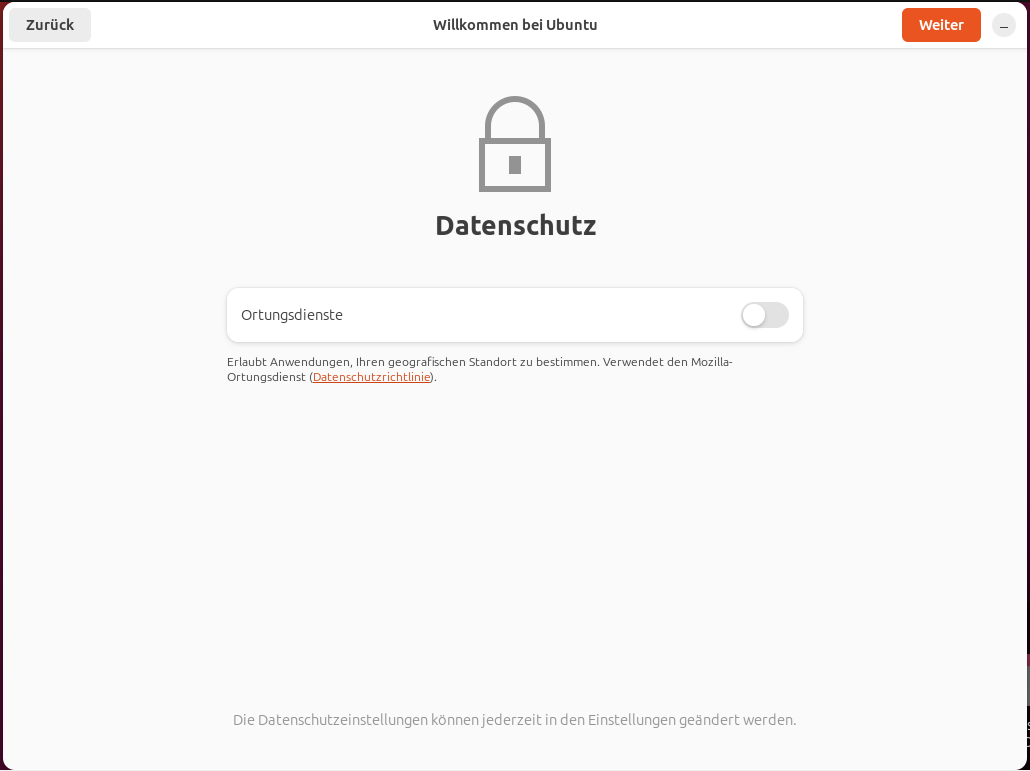 Zurück
Willkommen bei Ubuntu
Weiter
Datenschutz
Ortungsdienste
Erlaubt Anwendungen, Ihren geografischen Standort zu bestimmen. Verwendet den Mozilla-
Ortungsdienst (Datenschutzrichtlinie).
Die Datenschutzeinstellungen können jederzeit in den Einstellungen geändert werden.